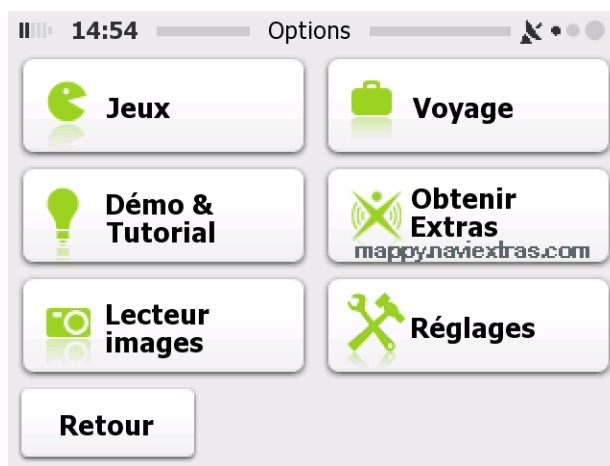 14:54 Options
Jeux
Voyage
Démo &
Tutorial
Obtenir
Extras
mappy.naviextras.com
Lecteur
images
Réglages
Retour